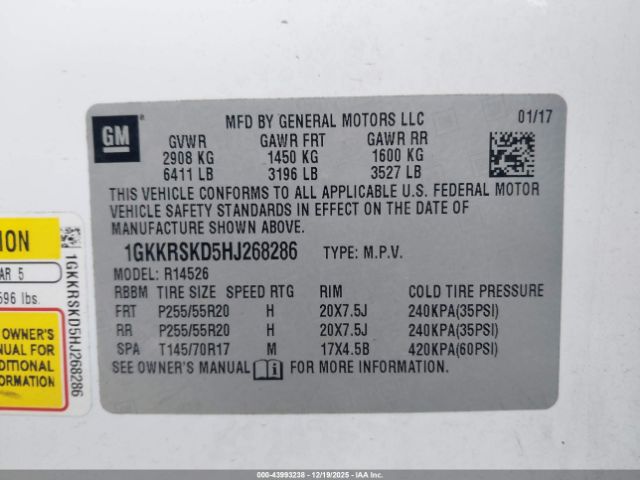 GM
MFD BY GENERAL MOTORS LLC 01/17
GVWR GAWR FRT GAWR RR
2908 KG 1450 KG 1600 KG
6411 LB 3196 LB 3527 LB
THIS VEHICLE CONFORMS TO ALL APPLICABLE U.S. FEDERAL MOTOR
VEHICLE SAFETY STANDARDS IN EFFECT ON THE DATE OF
MANUFACTURE SHOWN ABOVE.
1GKKRSKD5HJ268286 TYPE: M.P.V.
MODEL: R14526
RBBM TIRE SIZE SPEED RTG RIM COLD TIRE PRESSURE
FRT P255/55R20 H 20X7.5J 240KPA(35PSI)
RR P255/55R20 H 20X7.5J 240KPA(35PSI)
SPA T145/70R17 M 17X4.5B 420KPA(60PSI)
SEE OWNER'S MANUAL FOR MORE INFORMATION.
ION
AR 5
596 lbs.
OWNER'S
NUAL FOR
DITIONAL
RMATION
1GKKRSKD5HJ268286
000-43993238 - 12/19/2025 - IAA